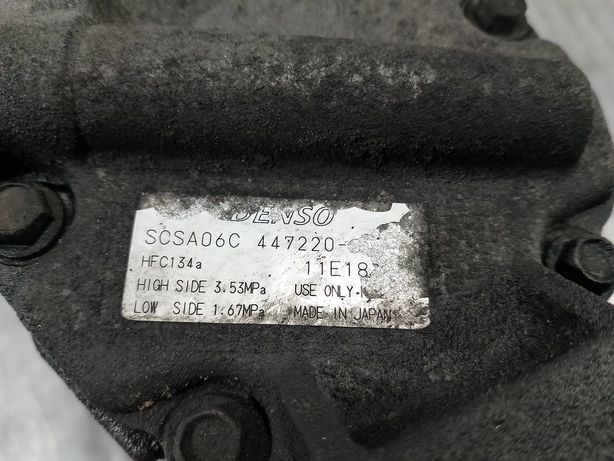 DENSO
SCSA06C 447220-
HFC134a 11E18
HIGH SIDE 3.53MPa USE ONLY
LOW SIDE 1.67MPa MADE IN JAPAN